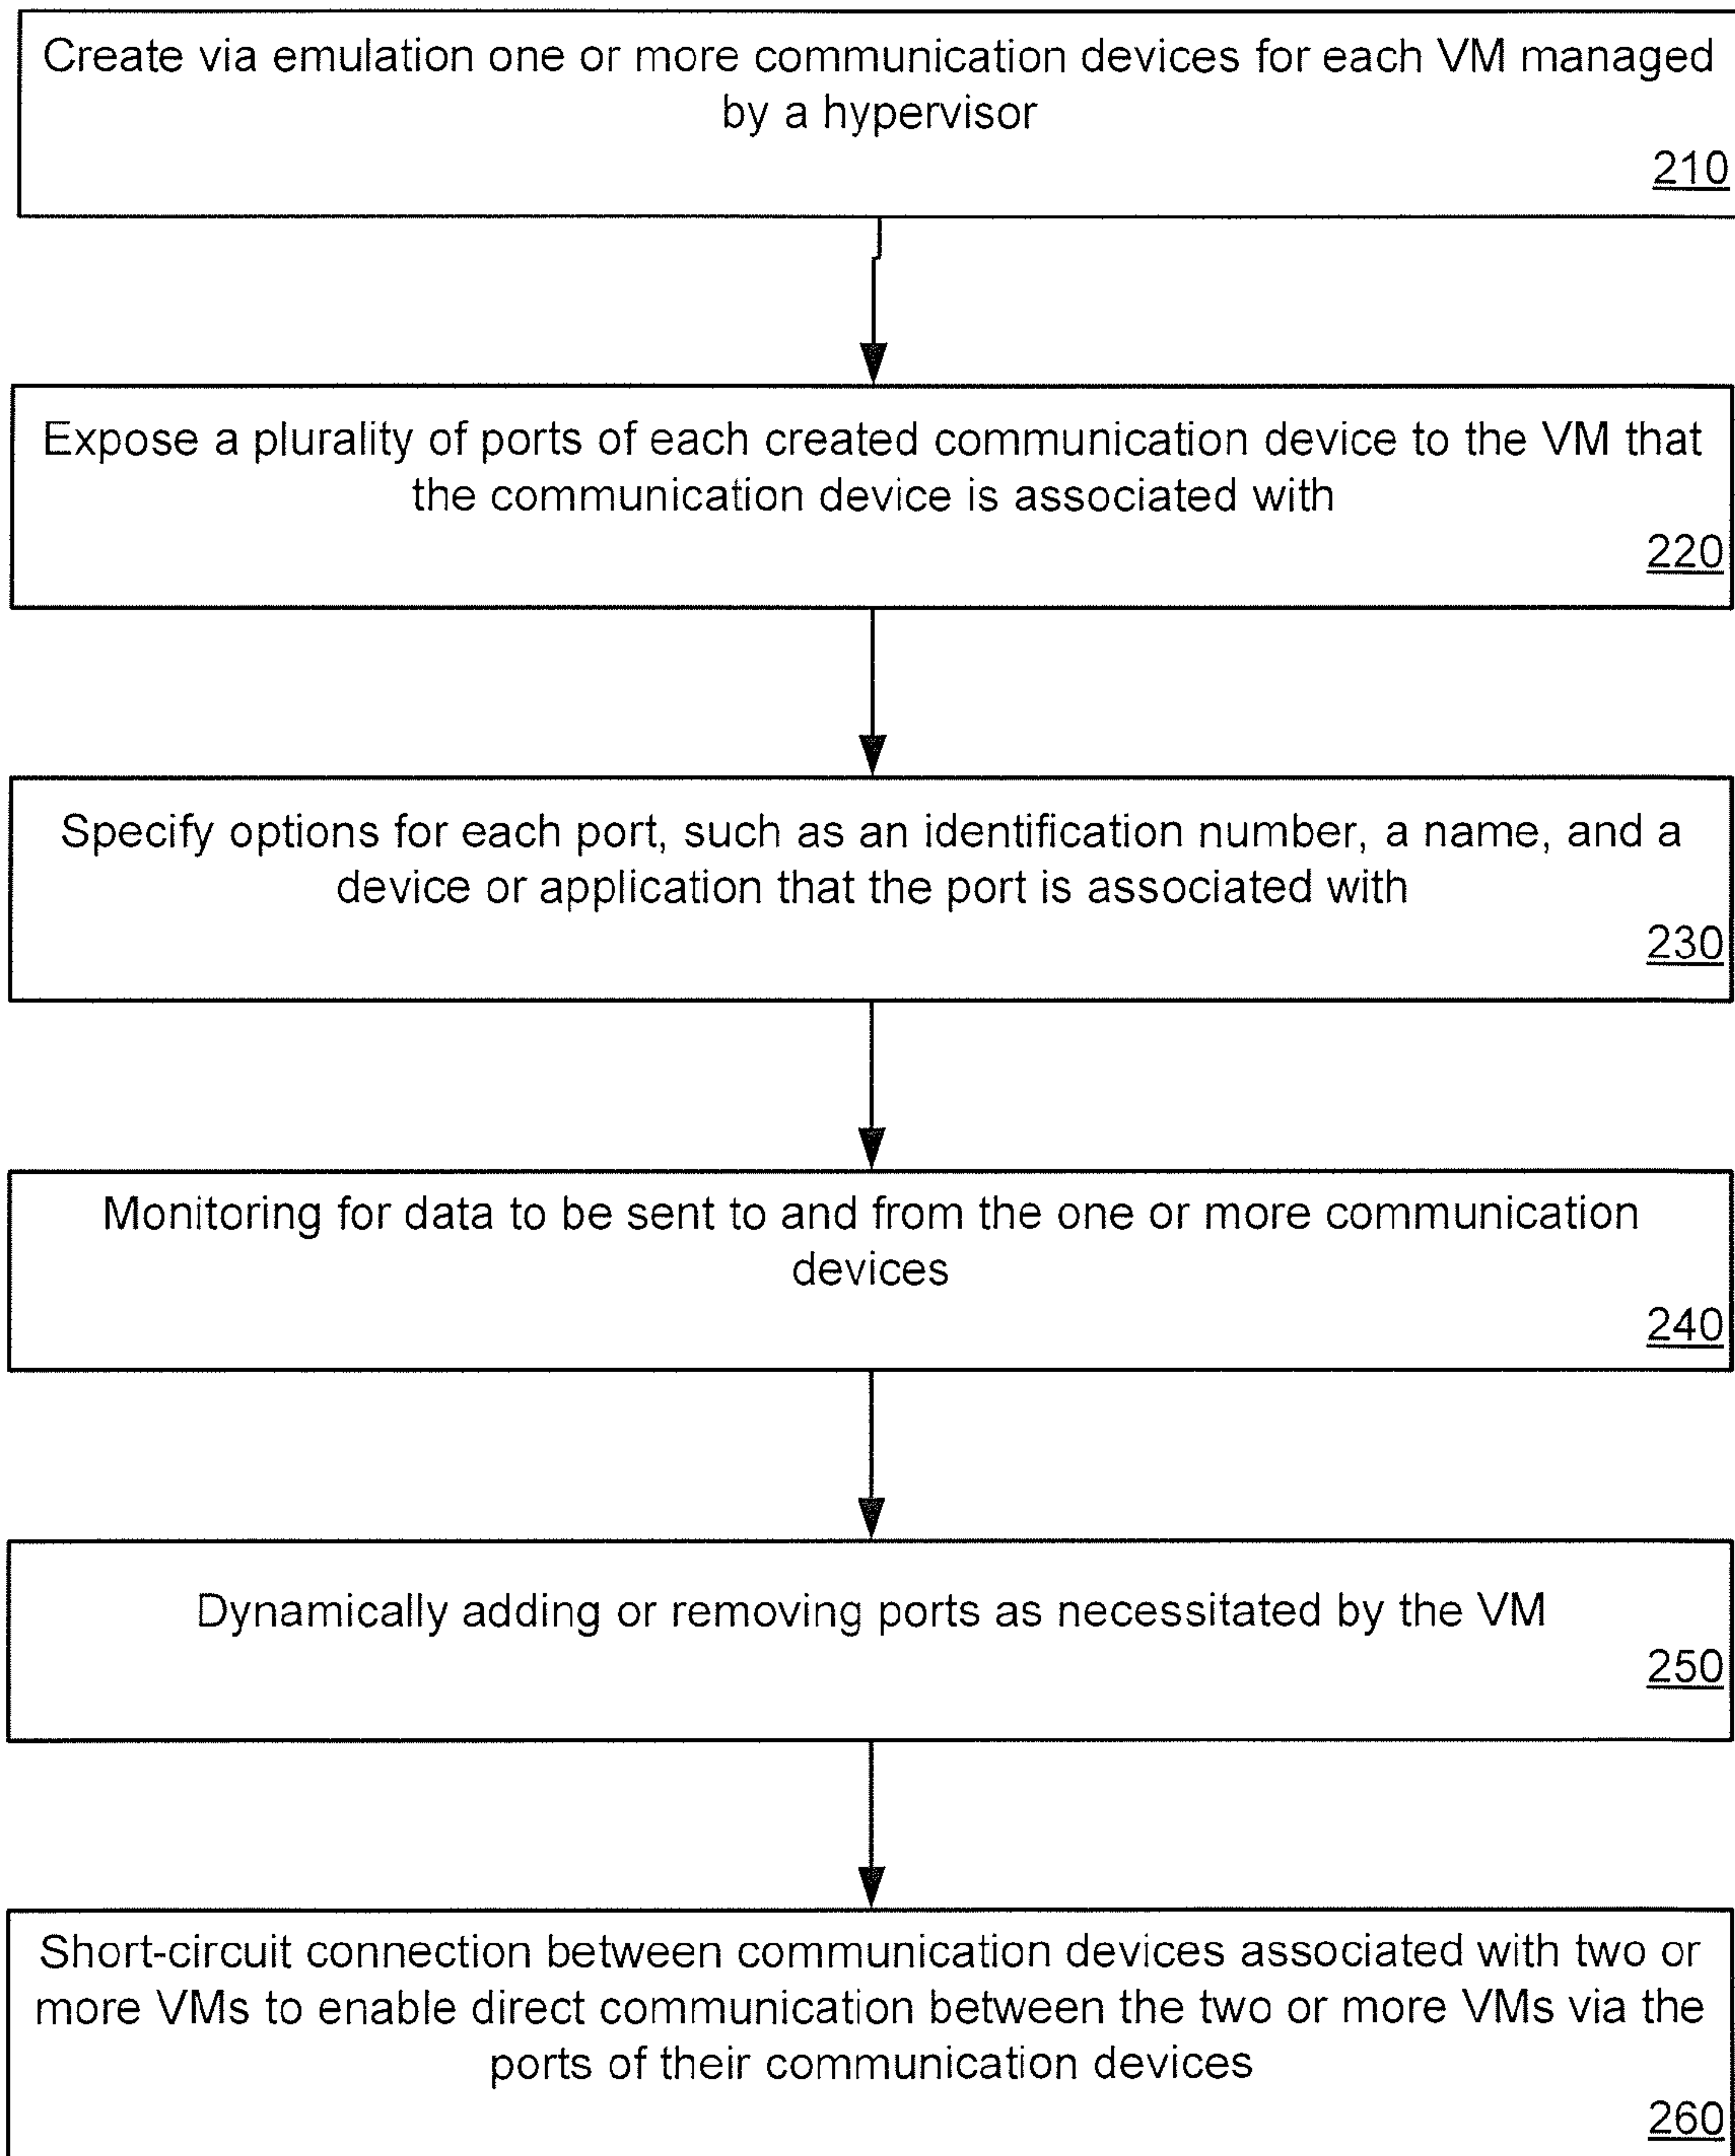 Create via emulation one or more communication devices for each VM managed
by a hypervisor
210
Expose a plurality of ports of each created communication device to the VM that
the communication device is associated with
220
Specify options for each port, such as an identification number, a name, and a
device or application that the port is associated with
230
Monitoring for data to be sent to and from the one or more communication
devices
240
Dynamically adding or removing ports as necessitated by the VM
250
Short-circuit connection between communication devices associated with two or
more VMs to enable direct communication between the two or more VMs via the
ports of their communication devices
260